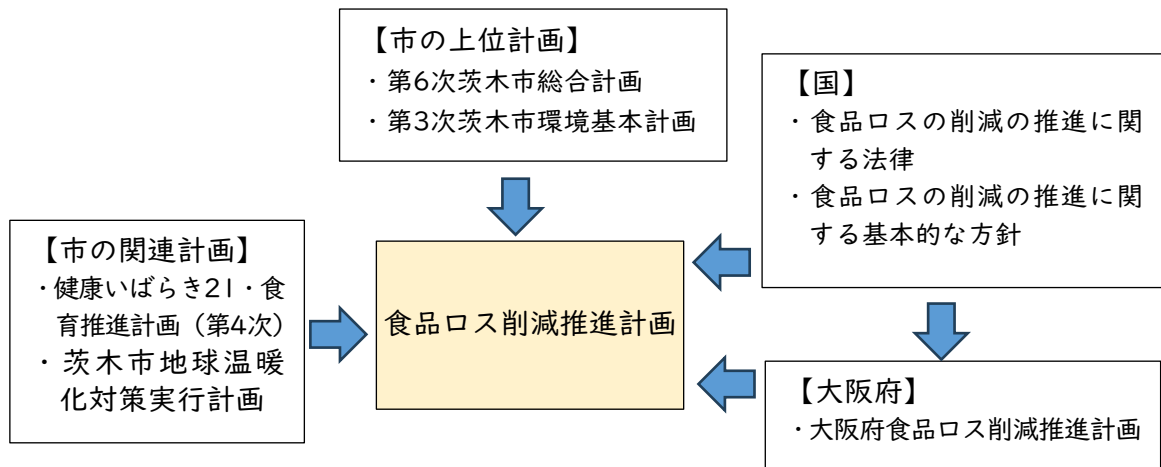 【市の上位計画】
・第6次茨木市総合計画
・第3次茨木市環境基本計画
【国】
・食品ロスの削減の推進に関
する法律
・食品ロスの削減の推進に関
する基本的な方針
【市の関連計画】
・健康いばらき21・食
育推進計画（第4次）
・茨木市地球温暖
化対策実行計画
食品ロス削減推進計画
【大阪府】
・大阪府食品ロス削減推進計画